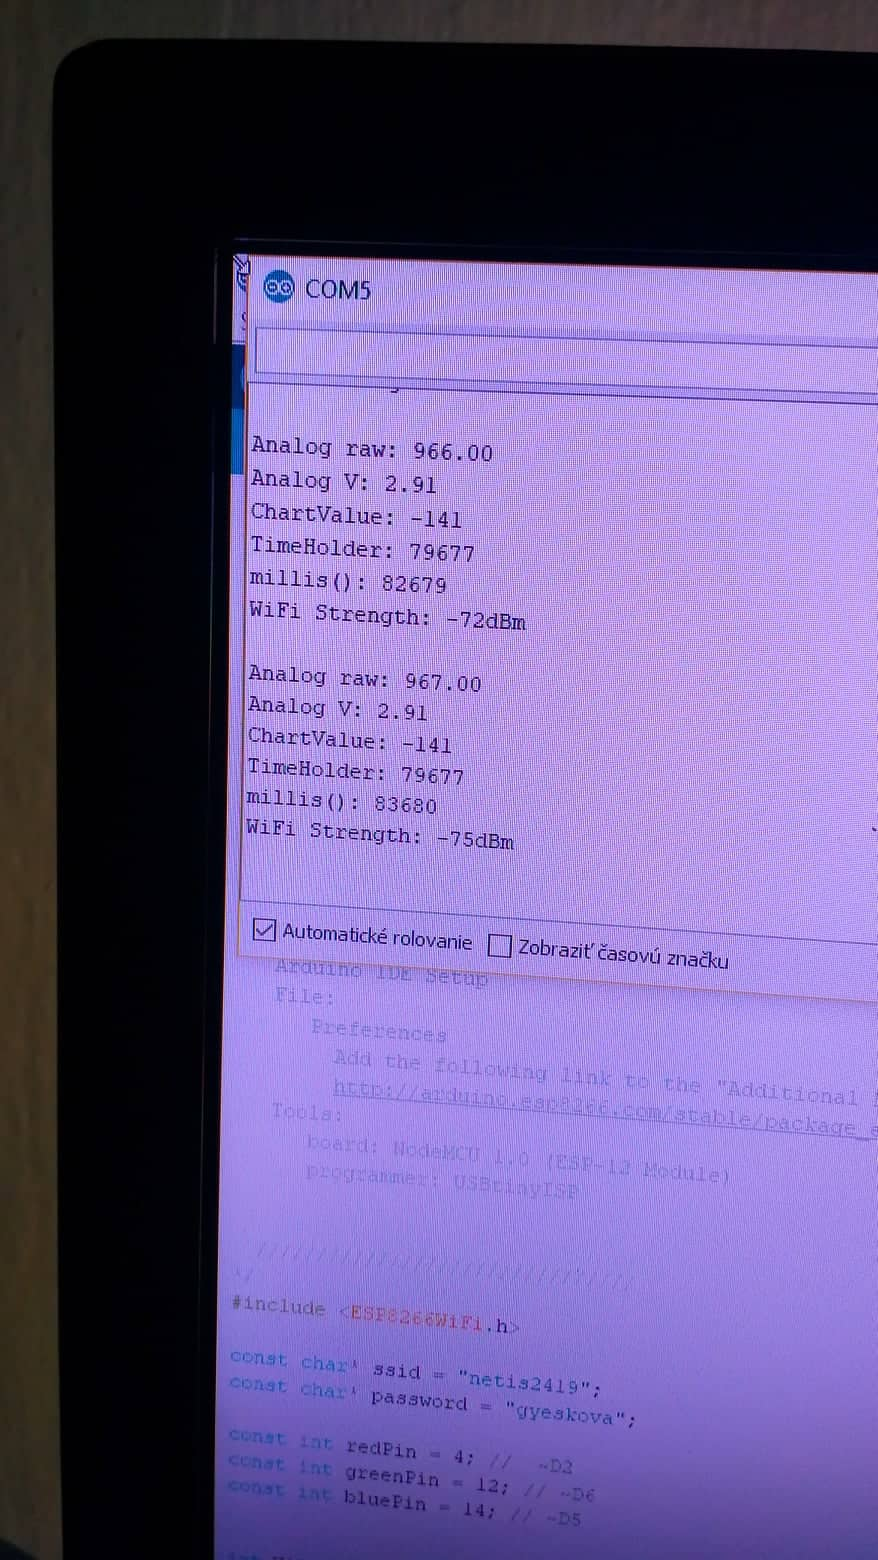 COM5
Analog raw: 966.00
Analog V: 2.91
ChartValue: -141
TimeHolder: 79677
millis(): 82679
WiFi Strength: -72dBm
Analog raw: 967.00
Analog V: 2.91
ChartValue: -141
TimeHolder: 79677
millis(): 83680
WiFi Strength: -75dBm
Automatické rolovanie Zobraziť časovú značku
Arduino IDE Setup
File:
Preferences
Add the following link to the "Additional
http://arduino.esp8266.com/stable/package_e
Tools:
board: NodeMCU 1.0 (ESP-12 Module)
programmer: USBtinyISP
//////////////////////////////////
*/
#include <ESP8266WiFi.h>
const char* ssid = "netis2419";
const char* password = "gyeskova";
const int redPin = 4; // ~D2
const int greenPin = 12; // ~D6
const int bluePin = 14; // ~D5